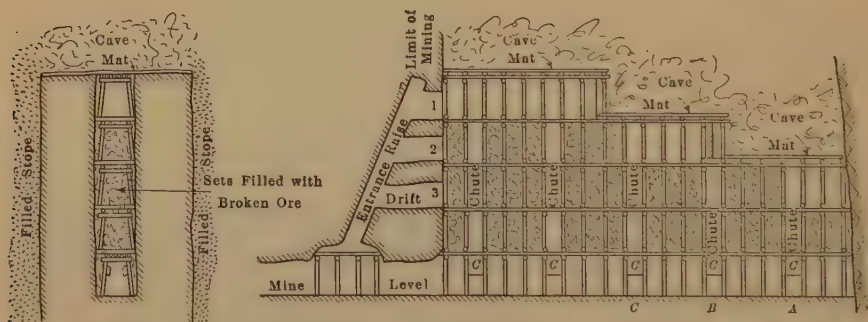 Cave
Mat
Filled Stope
Filled Stope
Sets Filled with
Broken Ore
Limit of
Mining
Cave
Mat
Cave
Mat
Cave
Mat
1
2
3
Entrance Raise
Drift
Chute
Chute
Chute
Chute
Chute
Mine
Level
C
C
C
C
C
C
B
A